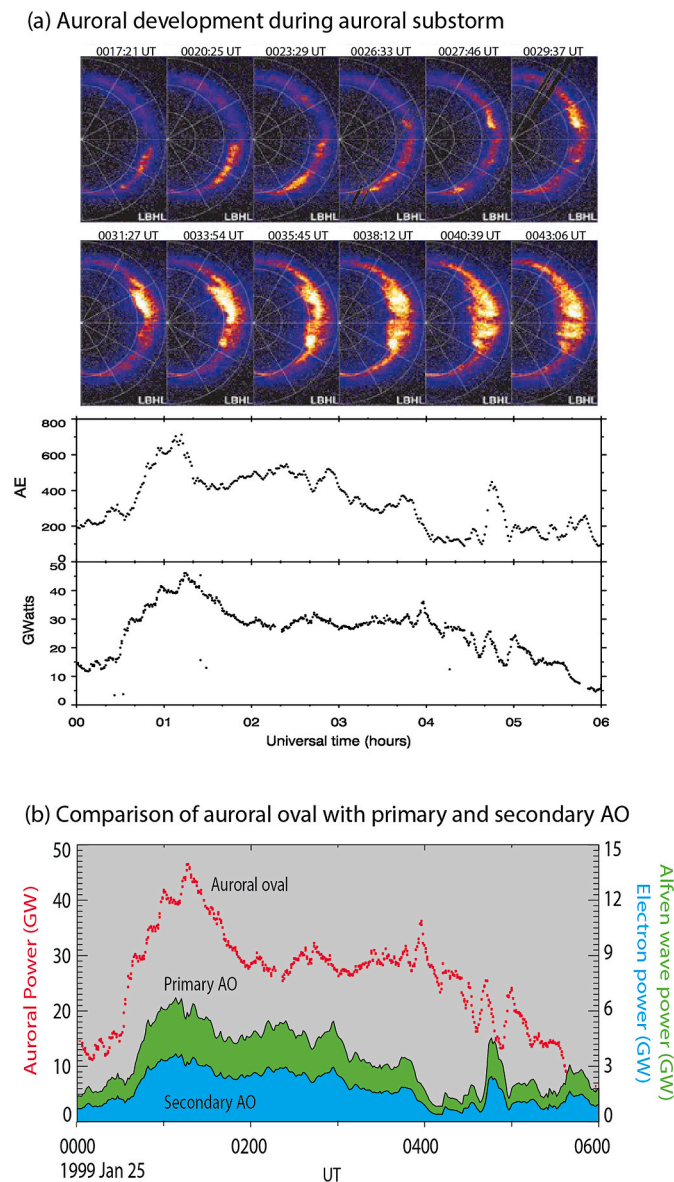 (a) Auroral development during auroral substorm
0017:21 UT 0020:25 UT 0023:29 UT 0026:33 UT 0027:46 UT 0029:37 UT
LBHL LBHL LBHL LBHL LBHL LBHL
0031:27 UT 0033:54 UT 0035:45 UT 0038:12 UT 0040:39 UT 0043:06 UT
LBHL LBHL LBHL LBHL LBHL LBHL
800
600
400
200
0
AE
50
40
30
20
10
0
GWatts
00 01 02 03 04 05 06
Universal time (hours)
(b) Comparison of auroral oval with primary and secondary AO
50
40
30
20
10
0
Auroral Power (GW)
Auroral oval
Primary AO
Secondary AO
15
12
9
6
3
0
Electron power (GW)
Alfven wave power (GW)
0000 0200 0400 0600
1999 Jan 25
UT